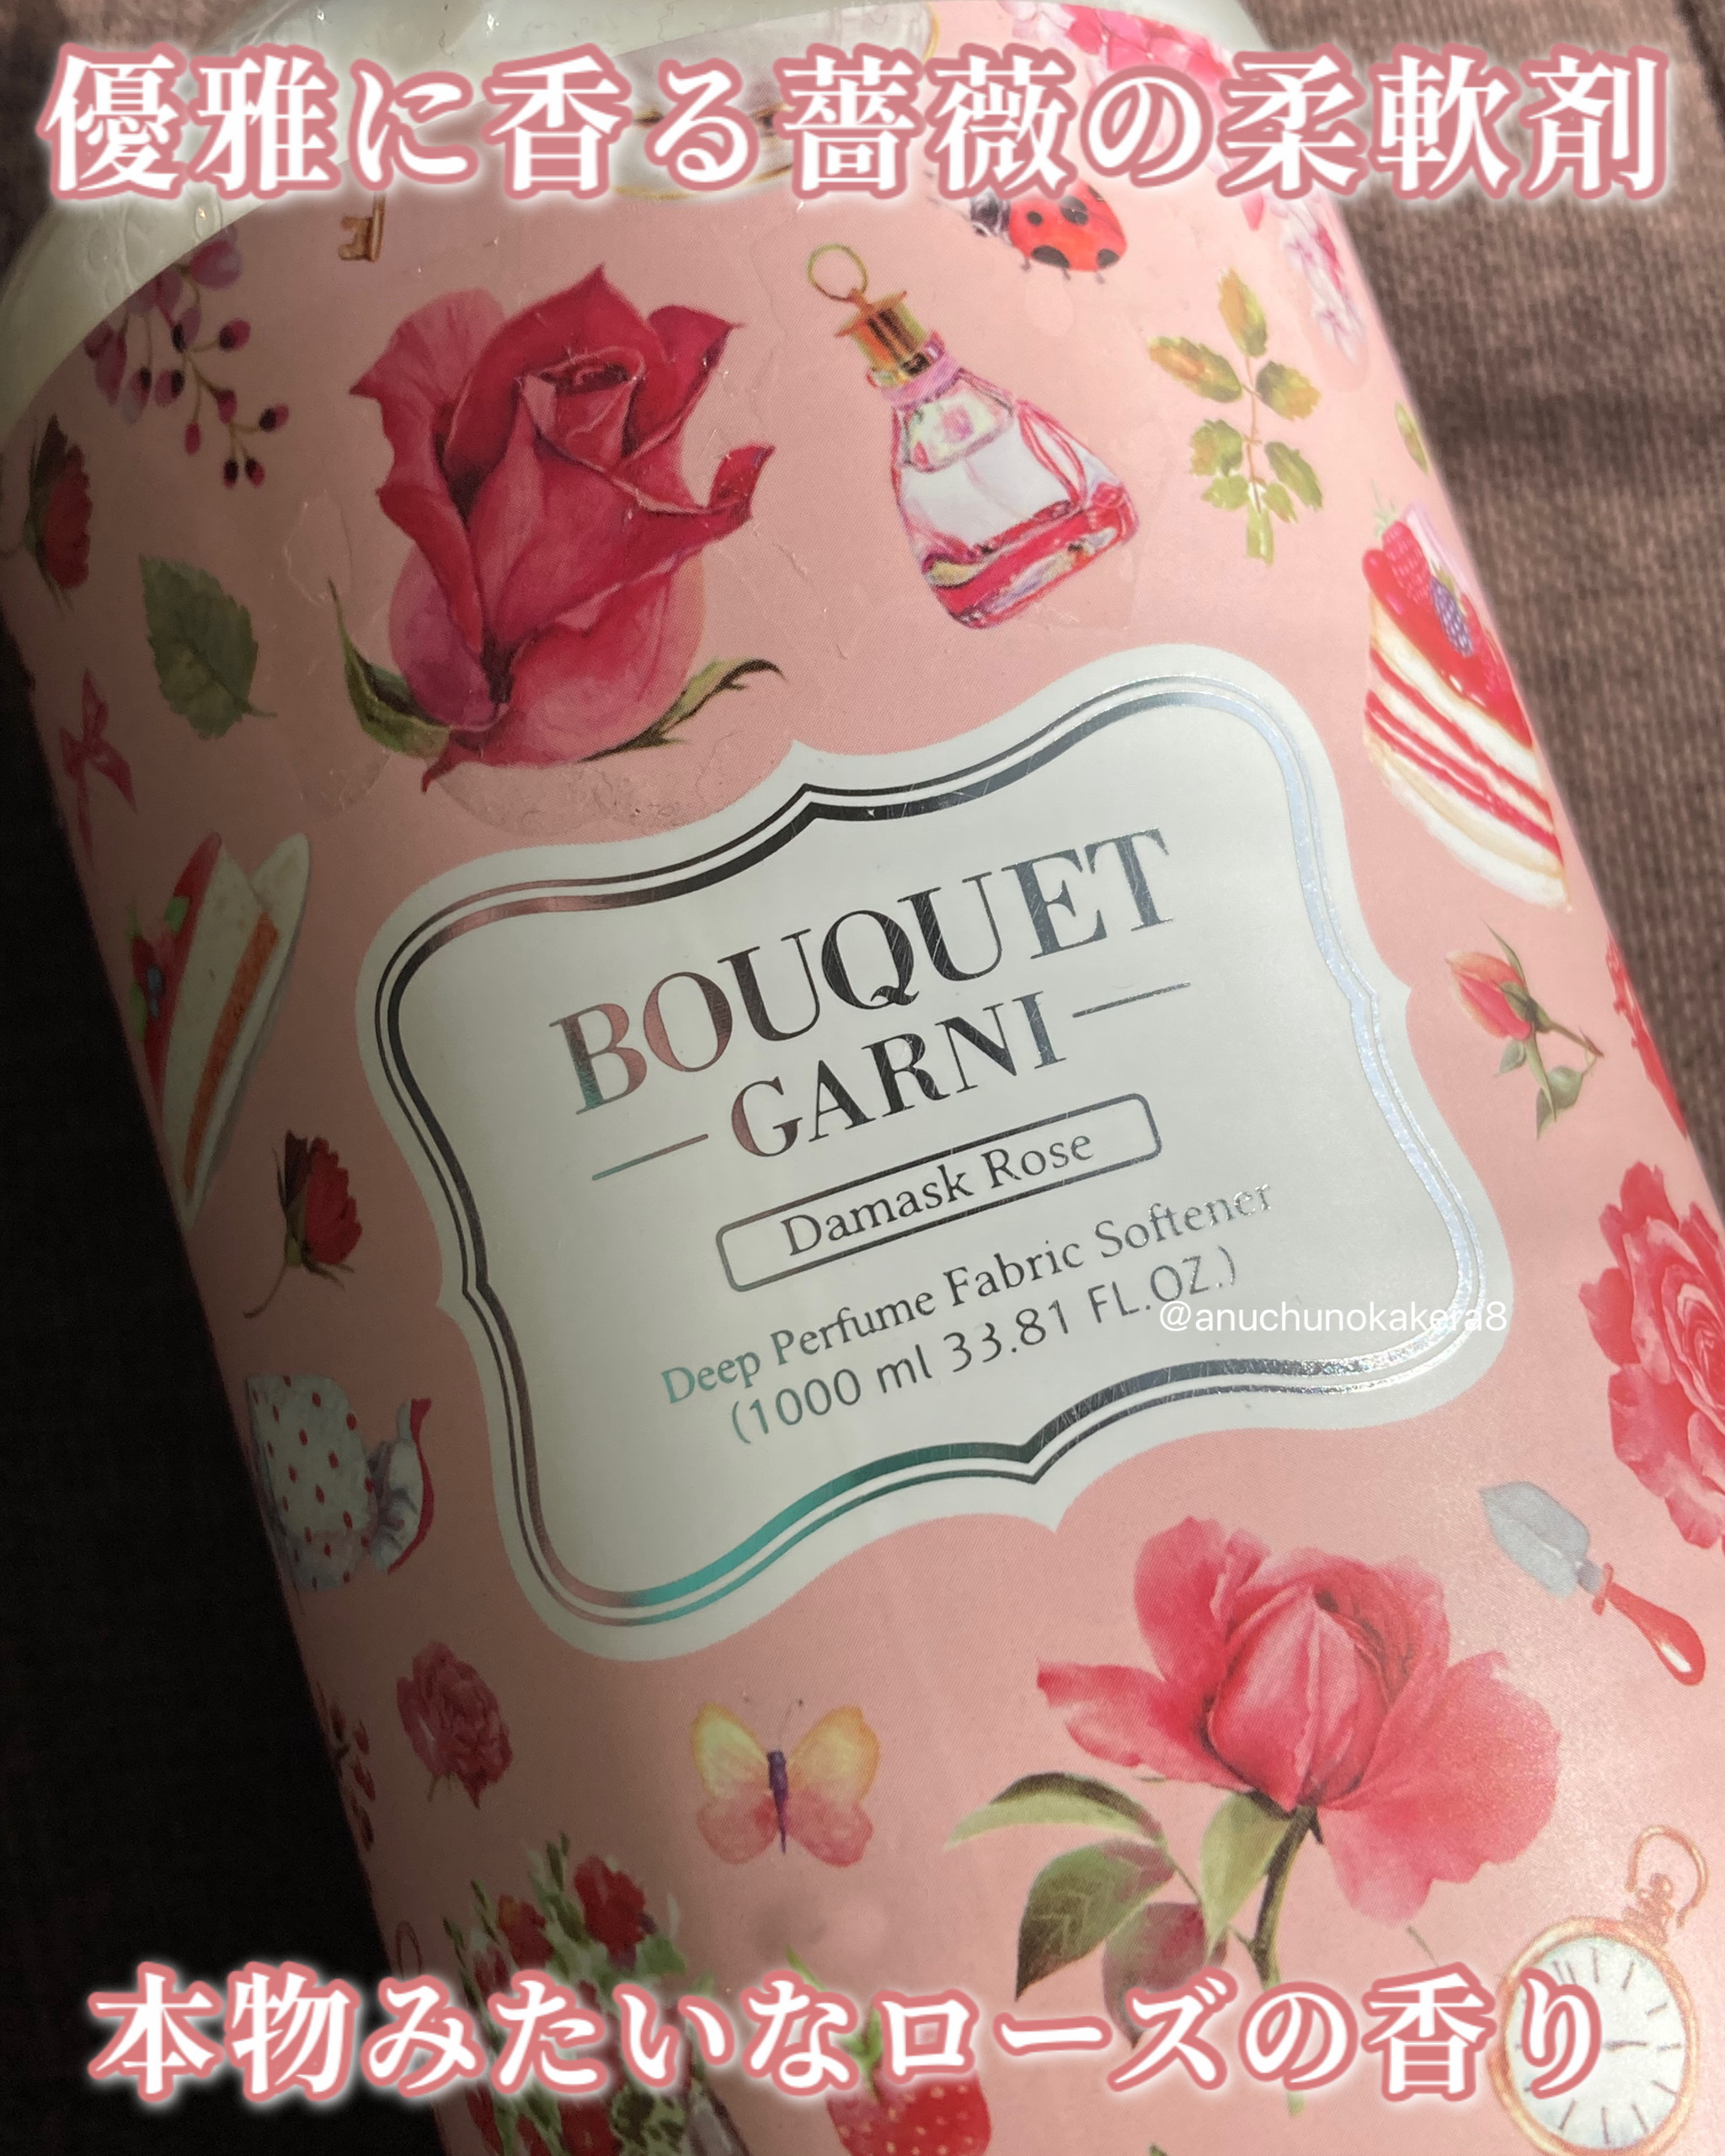 優雅に香る薔薇の柔軟剤
BOUQUET
GARNI
Damask Rose
Deep Perfume Fabric Softener
(1000 ml 33.81 FL.OZ.)
@anuchunokakera8
本物みたいなローズの香り